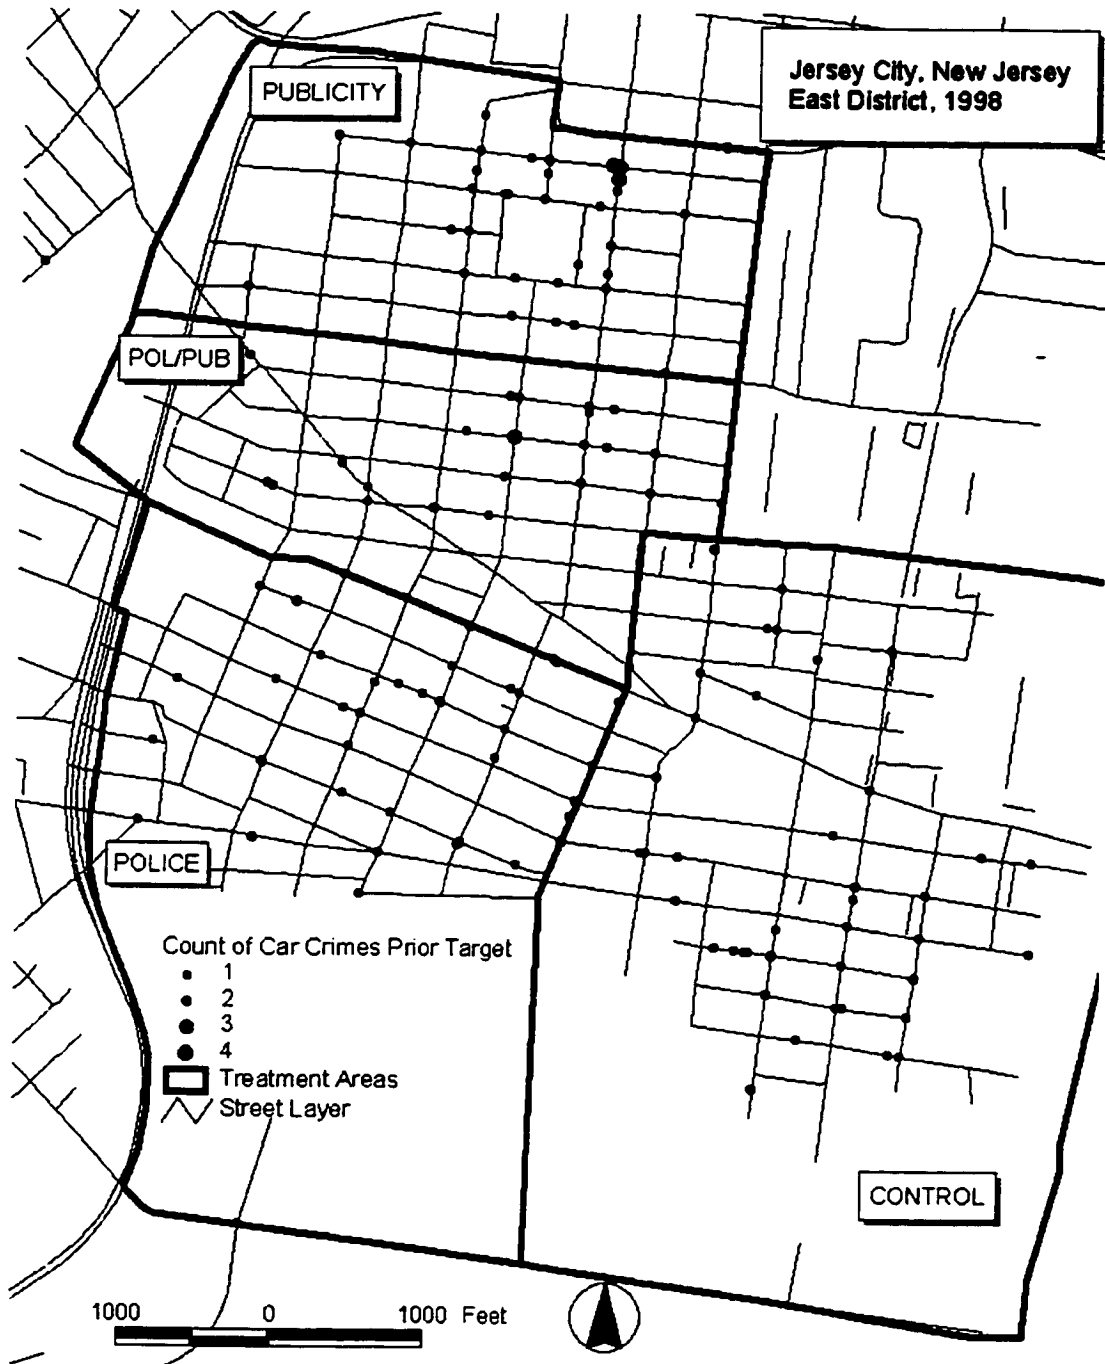 Jersey City, New Jersey
East District, 1998
PUBLICITY
POL/PUB
POLICE
Count of Car Crimes Prior Target
1
2
3
4
Treatment Areas
Street Layer
CONTROL
1000 0 1000 Feet